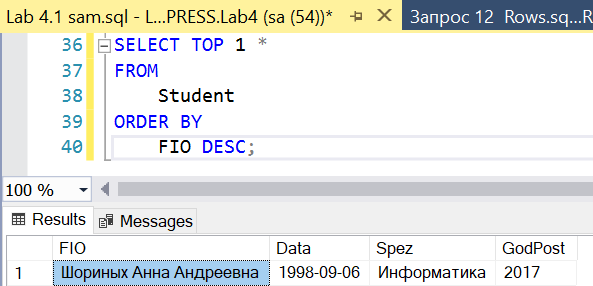 Lab 4.1 sam.sql - L...PRESS.Lab4 (sa (54))* Запрос 12 Rows.sq...R
36 SELECT TOP 1 *
37 FROM
38 Student
39 ORDER BY
40 FIO DESC;
100 %
Results Messages
FIO Data Spez GodPost
1 Шориных Анна Андреевна 1998-09-06 Информатика 2017